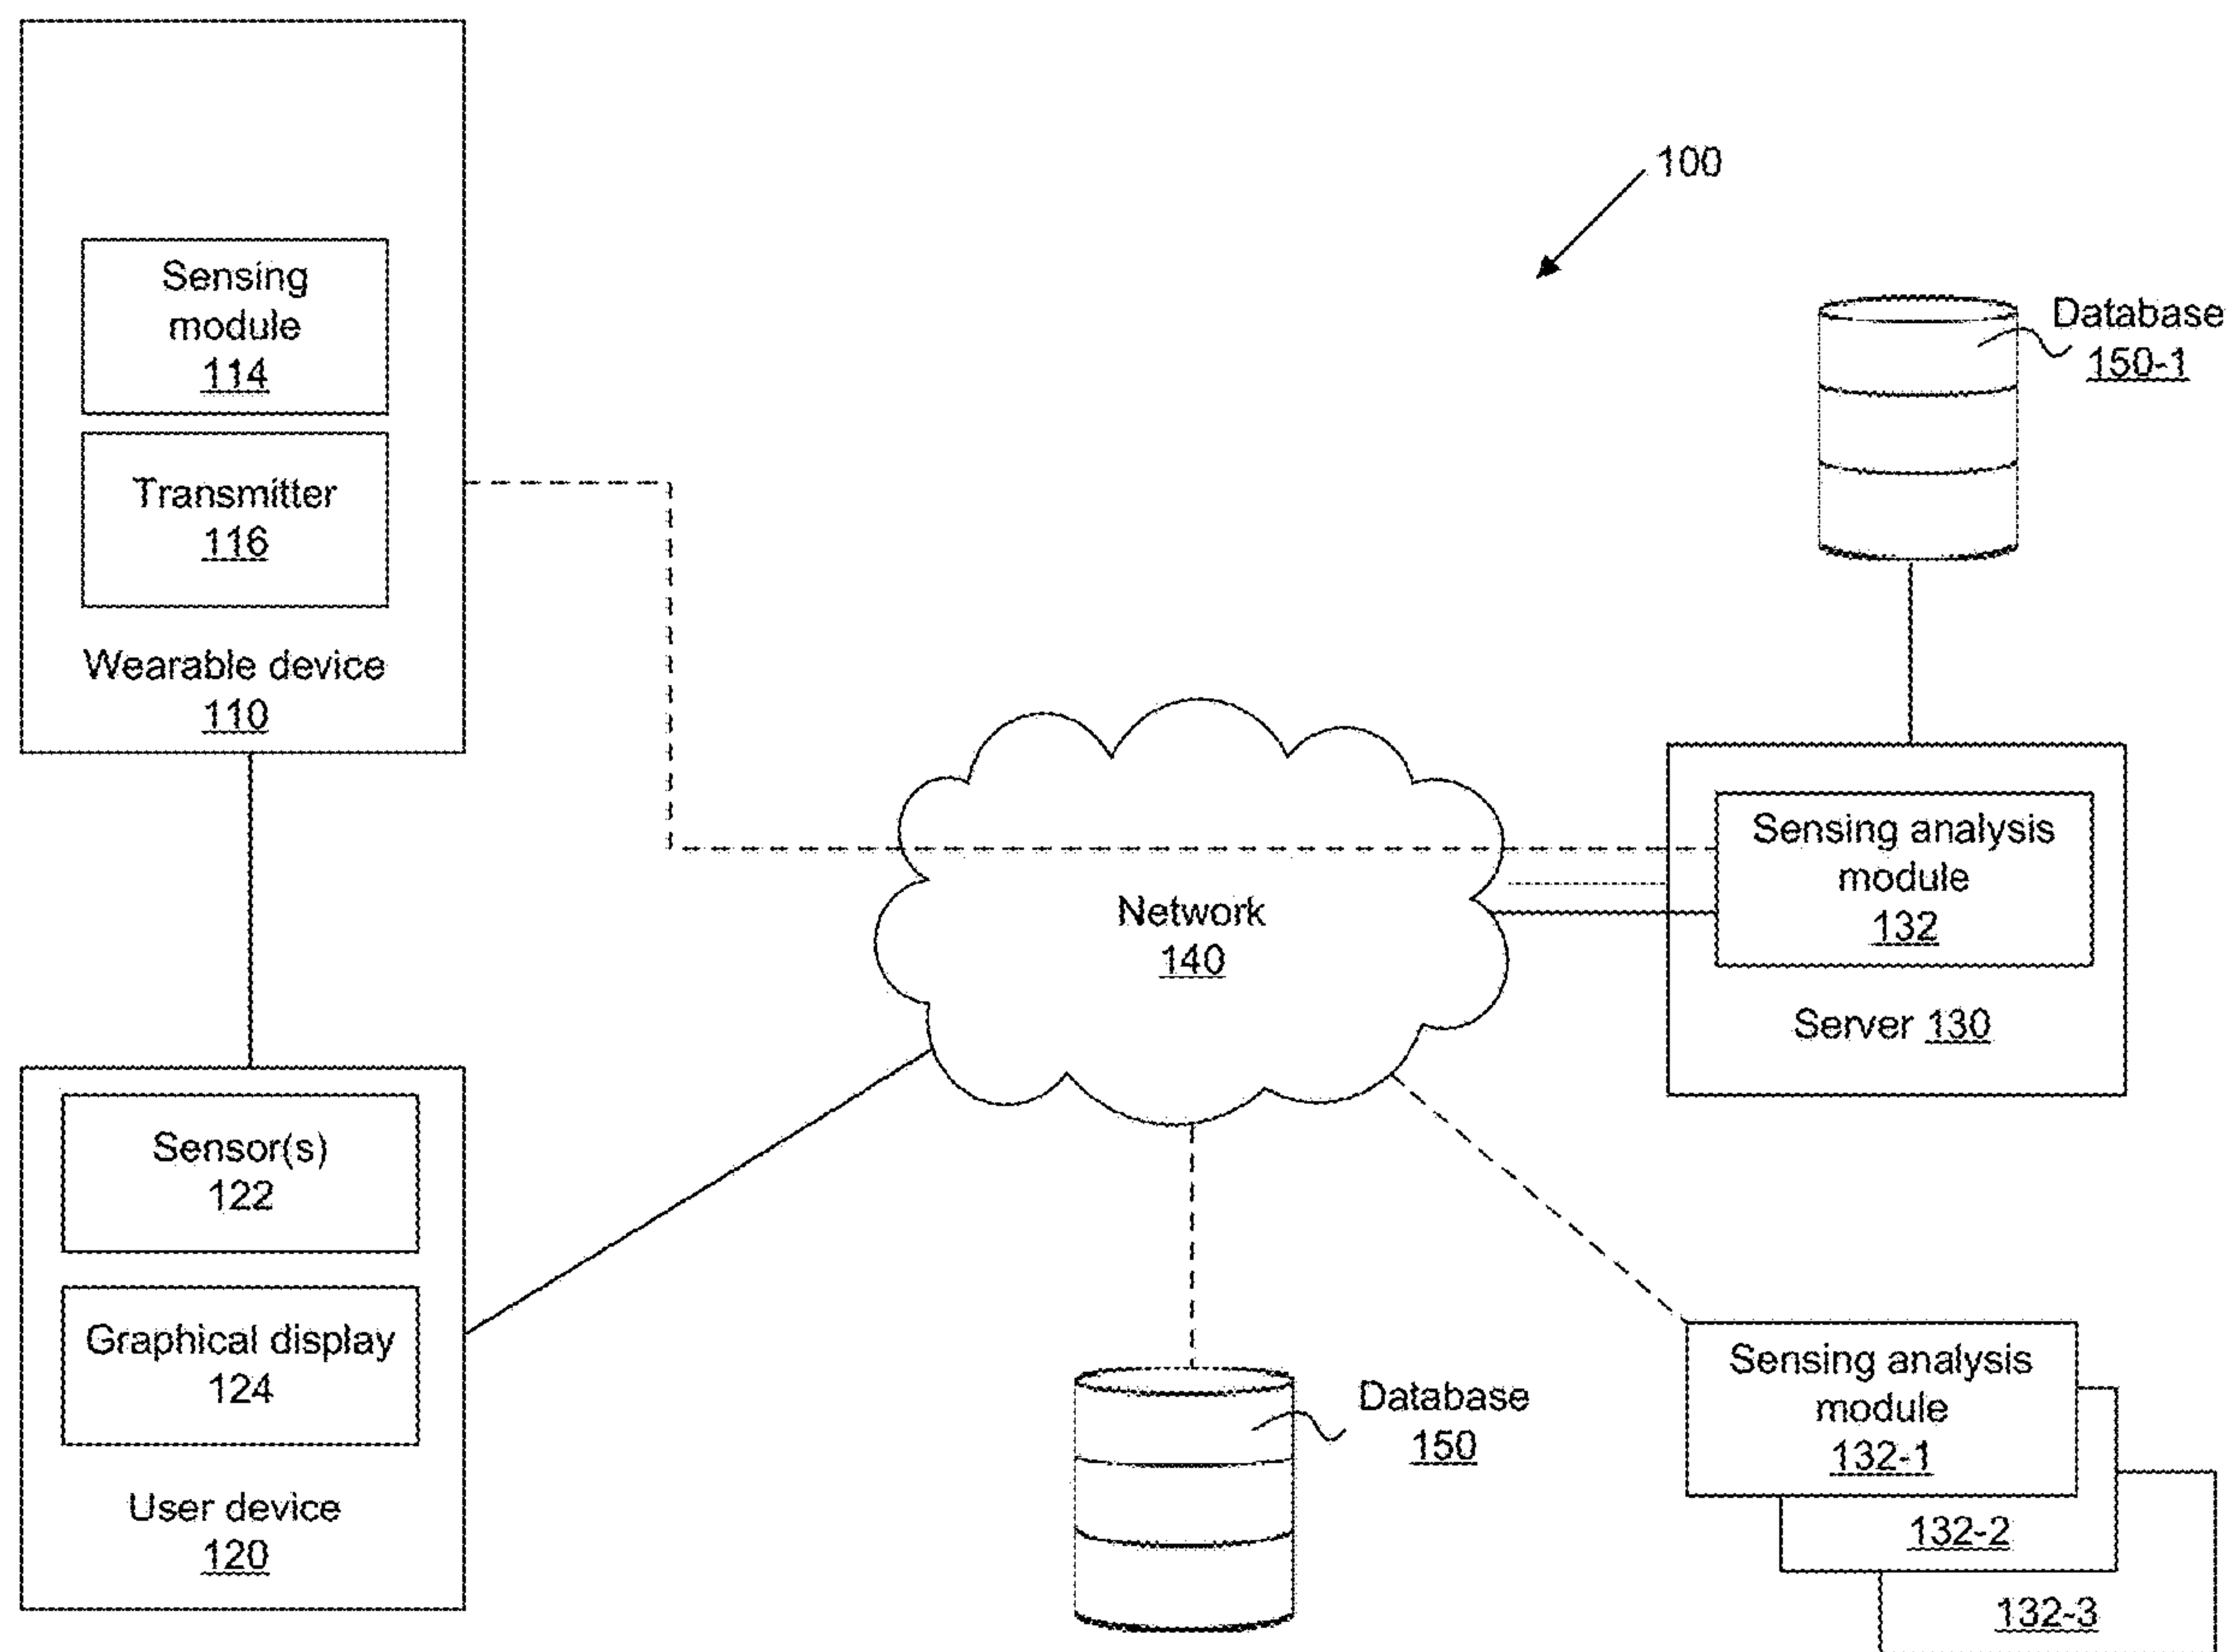 100
Sensing
module
114
Transmitter
116
Wearable device
110
Database
150-1
Sensing analysis
module
132
Server 130
Network
140
Sensor(s)
122
Graphical display
124
User device
120
Database
150
Sensing analysis
module
132-1
132-2
132-3